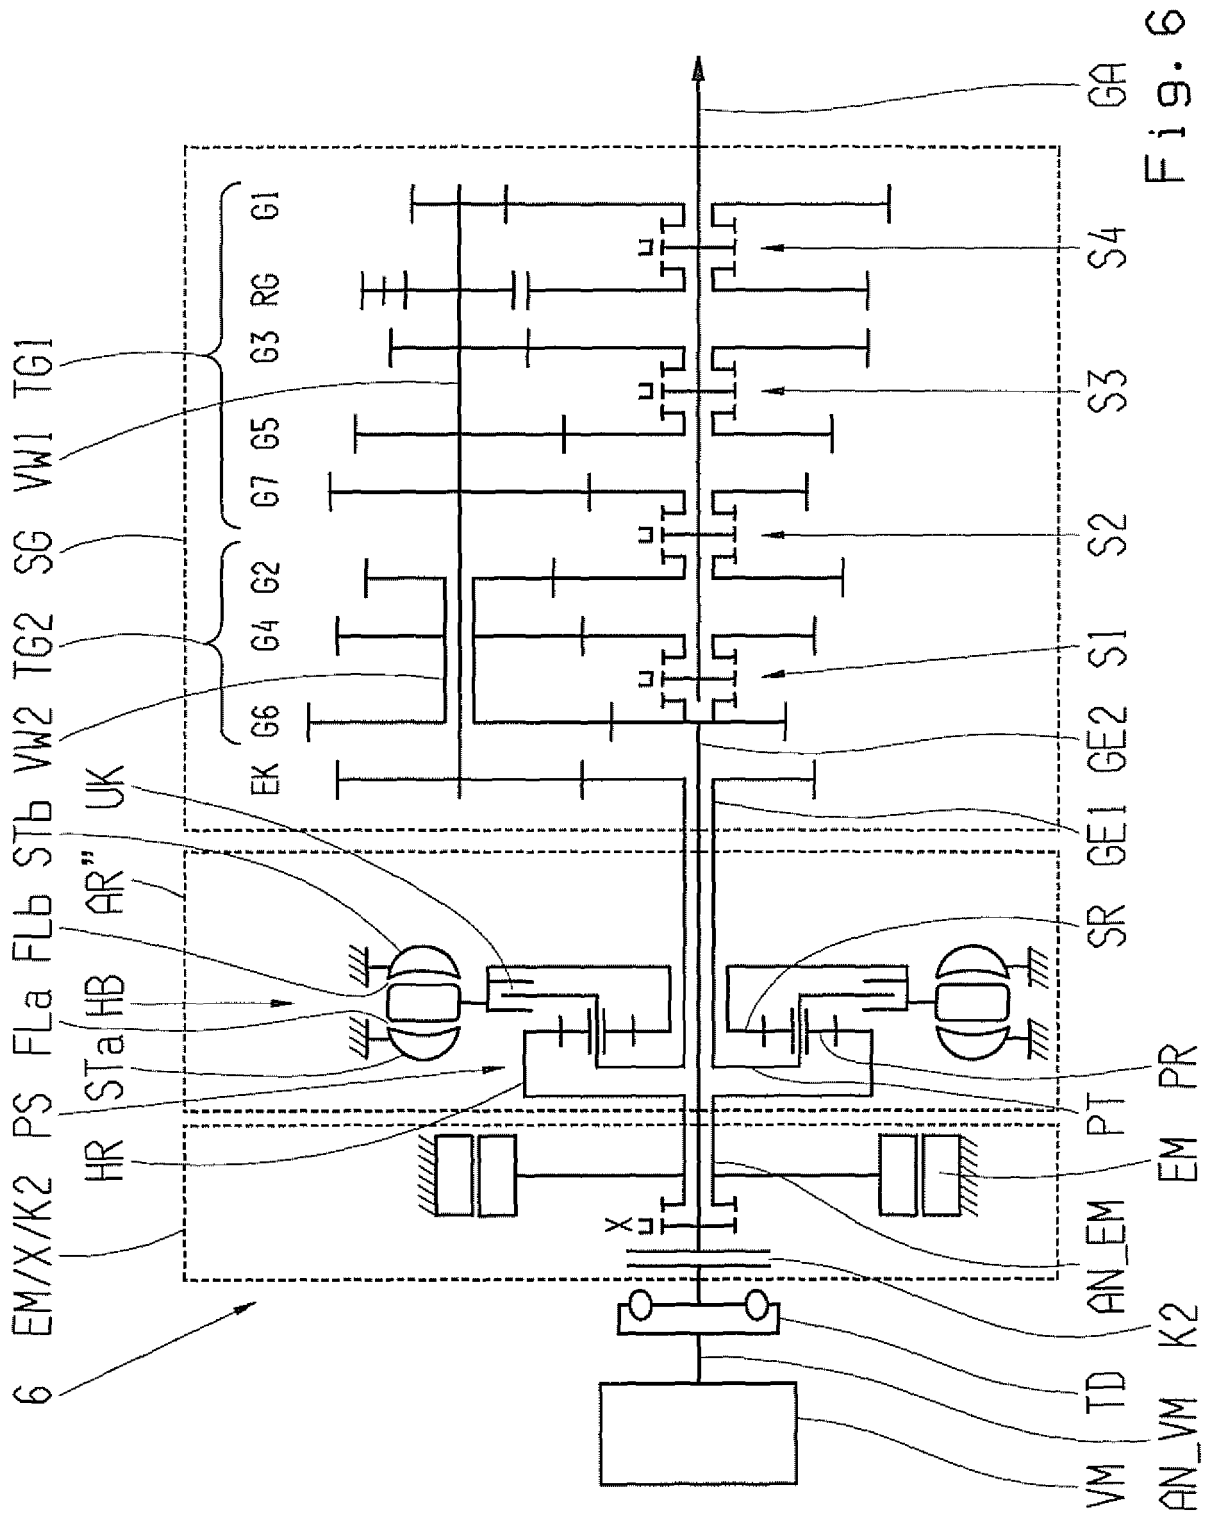 6
EM/X/K2
HR
PS
STa
HB
FLa
FLb
AR"
STb
UK
VW2
TG2
SG
VW1
TG1
EK
G6
G4
G2
G7
G5
G3
RG
G1
X
VM
AN_VM
TD
K2
AN_EM
EM
PT
PR
SR
GE1
GE2
S1
S2
S3
S4
GA
Fig. 6